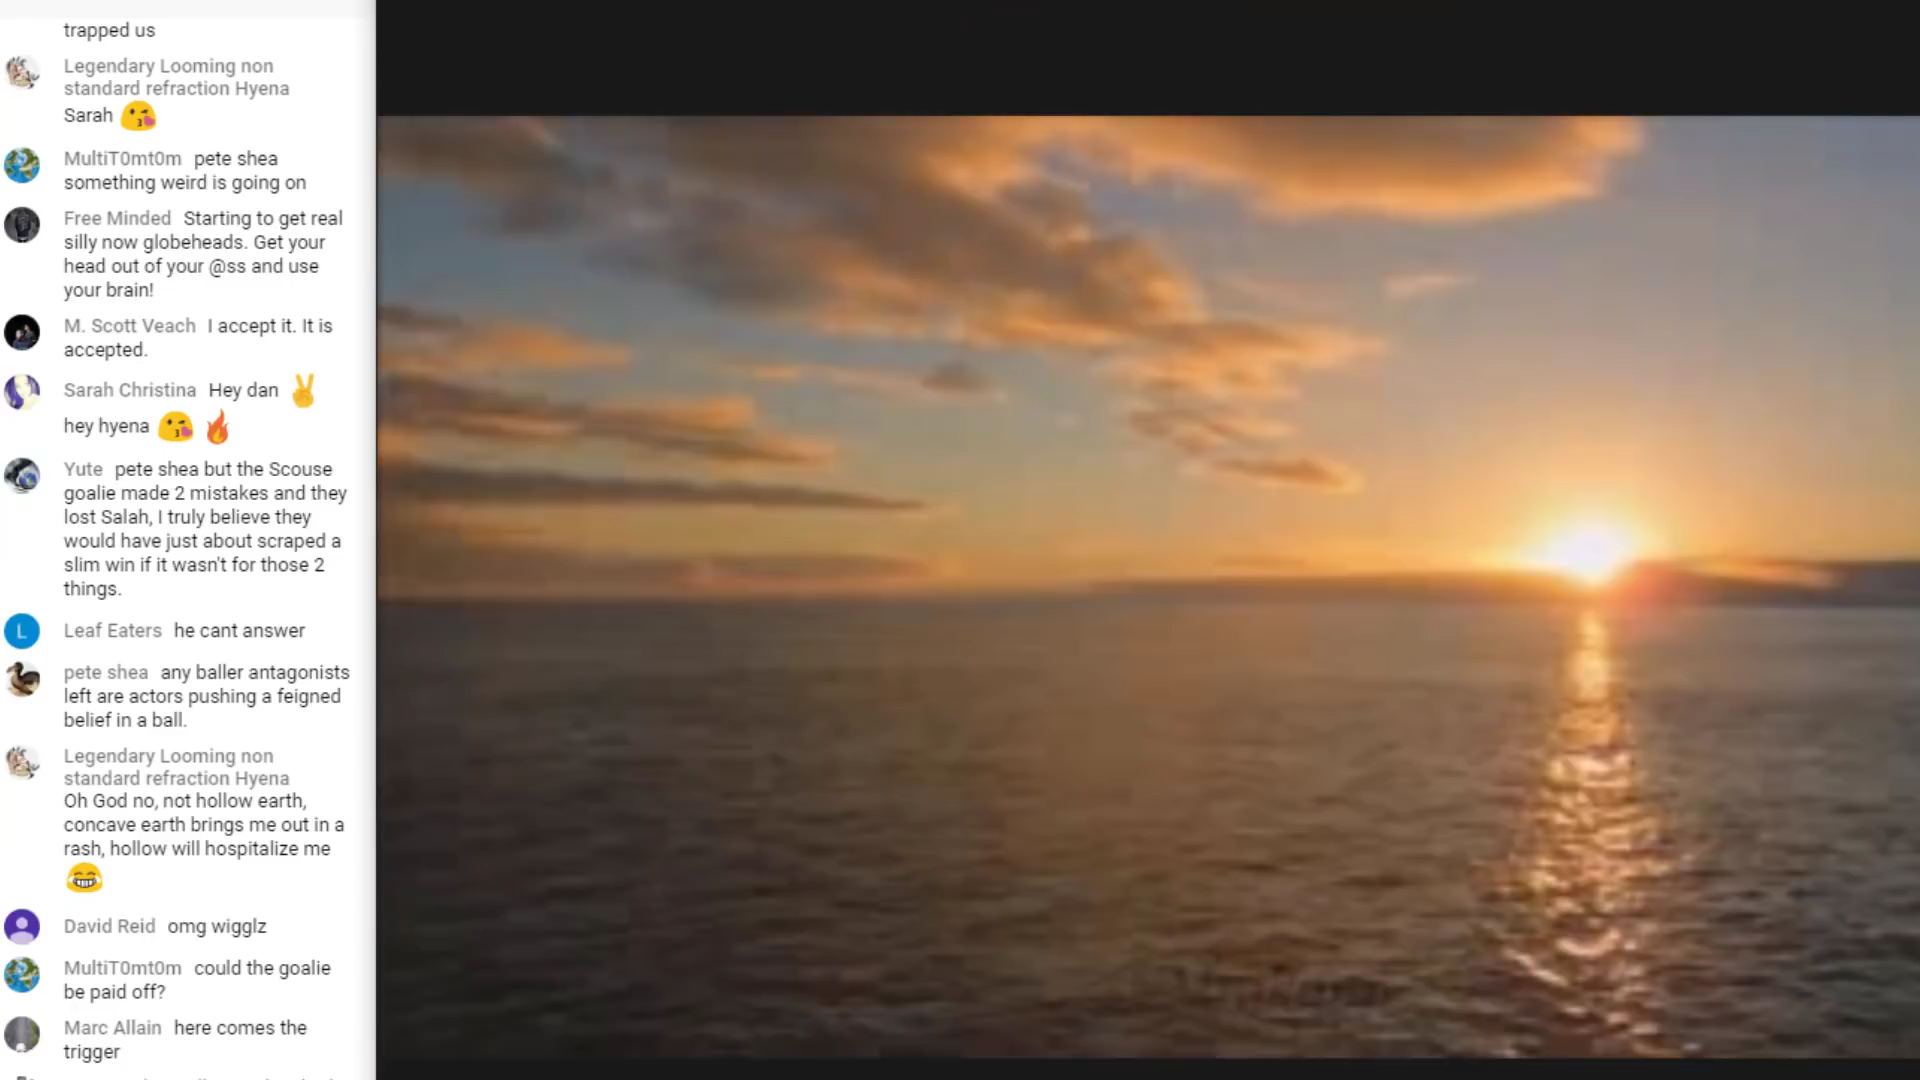 trapped us
Legendary Looming non
standard refraction Hyena
Sarah 😘
MultiT0mt0m pete shea
something weird is going on
Free Minded Starting to get real
silly now globeheads. Get your
head out of your @ss and use
your brain!
M. Scott Veach I accept it. It is
accepted.
Sarah Christina Hey dan ✌
hey hyena 😘 🔥
Yute pete shea but the Scouse
goalie made 2 mistakes and they
lost Salah, I truly believe they
would have just about scraped a
slim win if it wasn't for those 2
things.
L
Leaf Eaters he cant answer
pete shea any baller antagonists
left are actors pushing a feigned
belief in a ball.
Legendary Looming non
standard refraction Hyena
Oh God no, not hollow earth,
concave earth brings me out in a
rash, hollow will hospitalize me
😂
David Reid omg wigglz
MultiT0mt0m could the goalie
be paid off?
Marc Allain here comes the
trigger